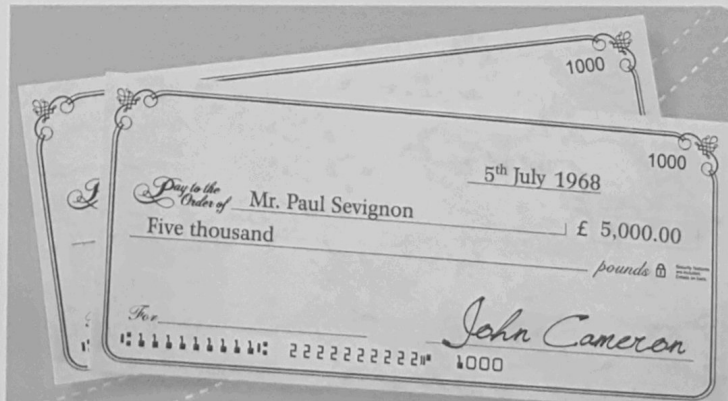 1000
1000
5th July 1968
Pay to the
Order of Mr. Paul Sevignon
£ 5,000.00
Five thousand
pounds
For
John Cameron
⑆111111111⑆ 2222222222⑈ 1000